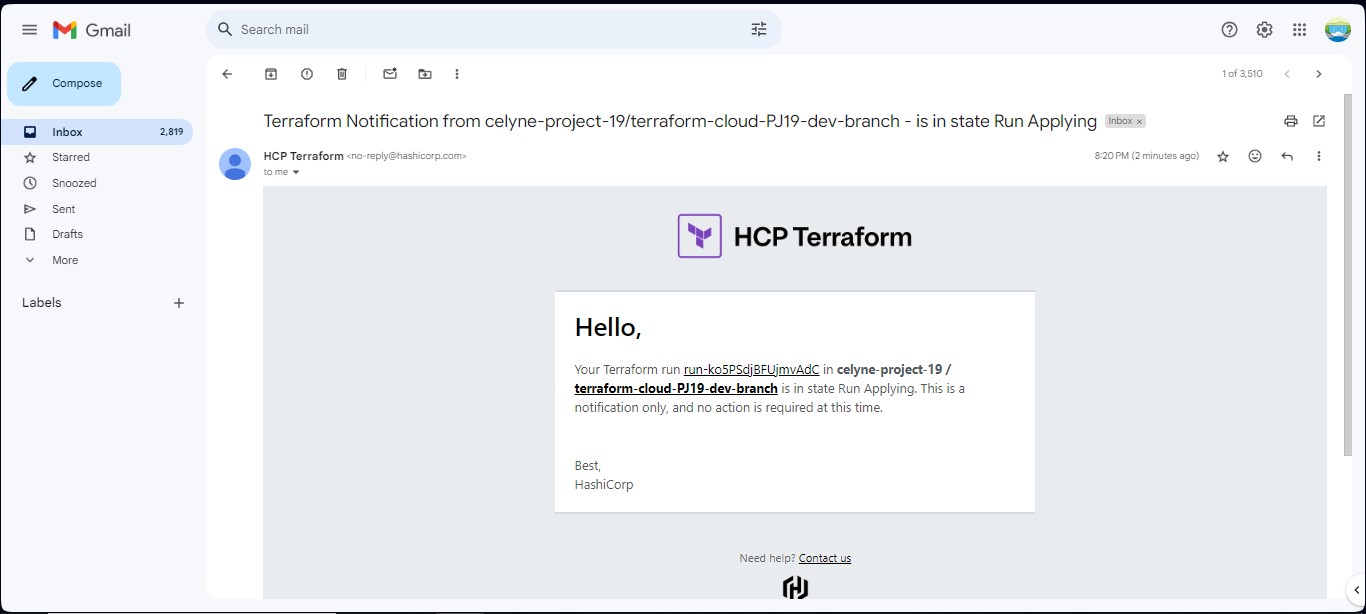 Gmail
Search mail
Compose
1 of 3,510
Inbox 2,819
Starred
Snoozed
Sent
Drafts
More
Labels
Terraform Notification from celyne-project-19/terraform-cloud-PJ19-dev-branch - is in state Run Applying Inbox ×
HCP Terraform <no-reply@hashicorp.com> 8:20 PM (2 minutes ago)
to me
HCP Terraform
Hello,
Your Terraform run run-ko5PSdjBFUjmvAdC in celyne-project-19 /
terraform-cloud-PJ19-dev-branch is in state Run Applying. This is a
notification only, and no action is required at this time.
Best,
HashiCorp
Need help? Contact us